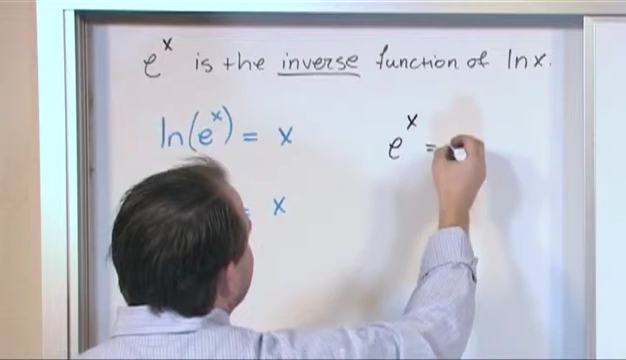 e^x is the inverse function of ln x.
ln(e^x) = x
e^x =
= x